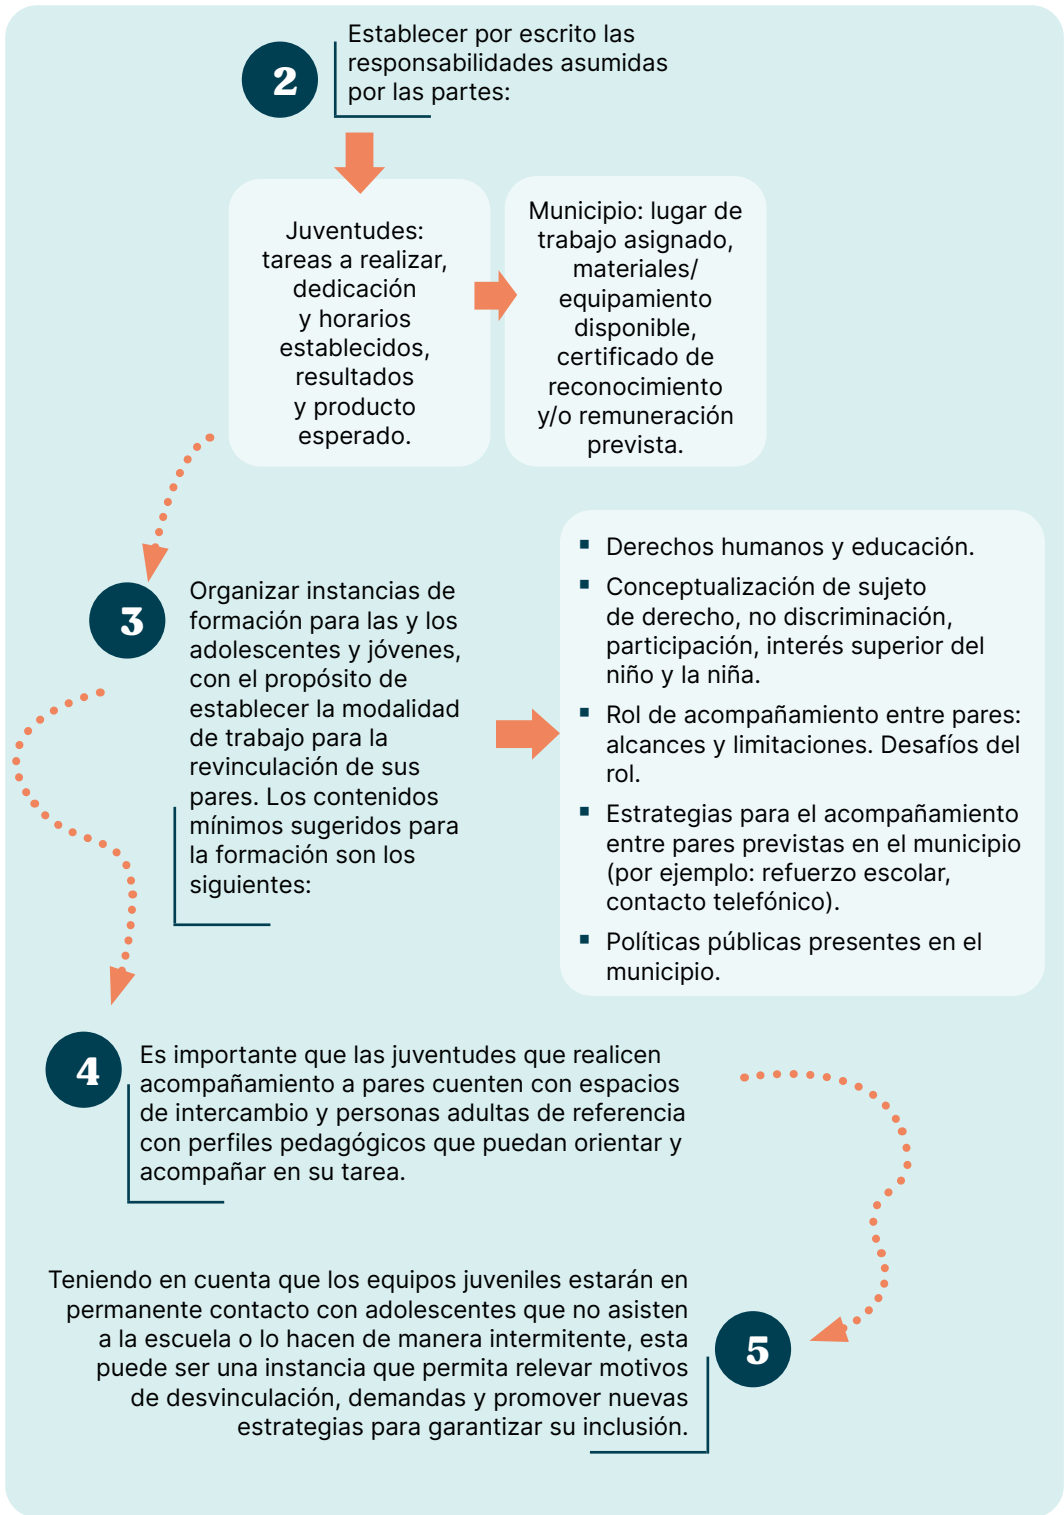 2
Establecer por escrito las
responsabilidades asumidas
por las partes:
Juventudes:
tareas a realizar,
dedicación
y horarios
establecidos,
resultados
y producto
esperado.
Municipio: lugar de
trabajo asignado,
materiales/
equipamiento
disponible,
certificado de
reconocimiento
y/o remuneración
prevista.
3
Organizar instancias de
formación para las y los
adolescentes y jóvenes,
con el propósito de
establecer la modalidad
de trabajo para la
revinculación de sus
pares. Los contenidos
mínimos sugeridos para
la formación son los
siguientes:
▪ Derechos humanos y educación.
▪ Conceptualización de sujeto
de derecho, no discriminación,
participación, interés superior del
niño y la niña.
▪ Rol de acompañamiento entre pares:
alcances y limitaciones. Desafíos del
rol.
▪ Estrategias para el acompañamiento
entre pares previstas en el municipio
(por ejemplo: refuerzo escolar,
contacto telefónico).
▪ Políticas públicas presentes en el
municipio.
4
Es importante que las juventudes que realicen
acompañamiento a pares cuenten con espacios
de intercambio y personas adultas de referencia
con perfiles pedagógicos que puedan orientar y
acompañar en su tarea.
Teniendo en cuenta que los equipos juveniles estarán en
permanente contacto con adolescentes que no asisten
a la escuela o lo hacen de manera intermitente, esta
puede ser una instancia que permita relevar motivos
de desvinculación, demandas y promover nuevas
estrategias para garantizar su inclusión.
5